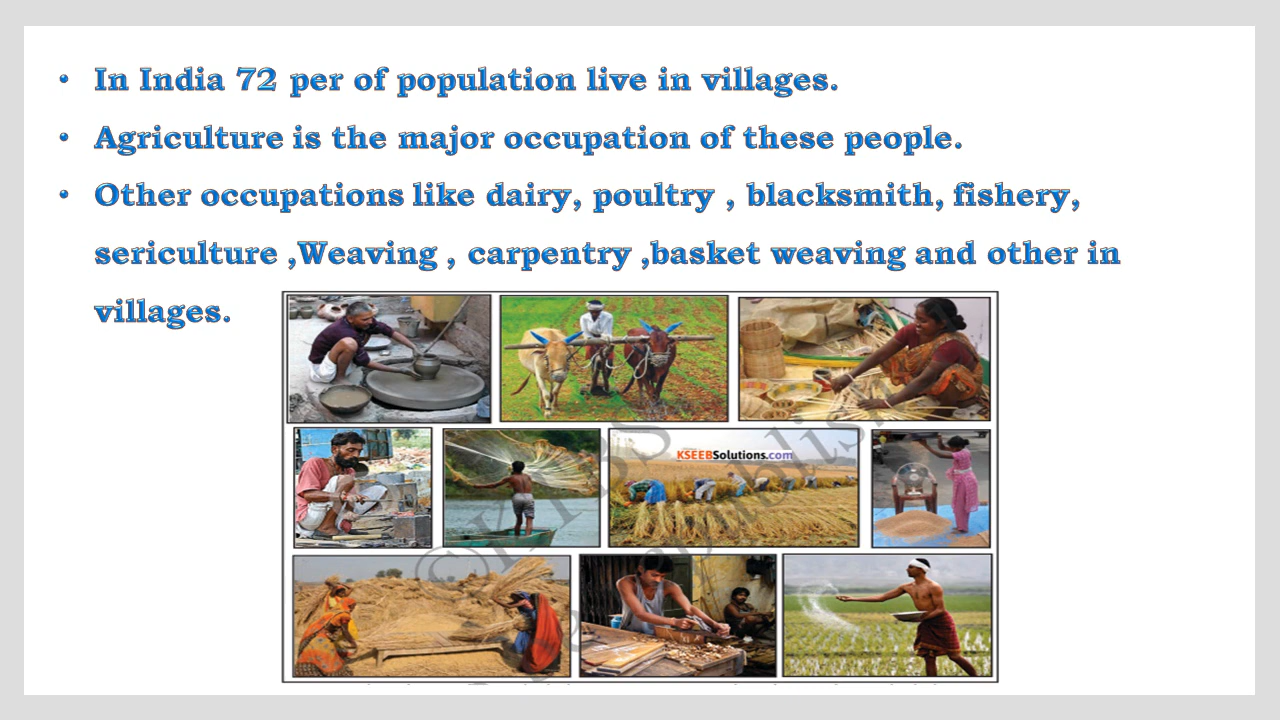 • In India 72 per of population live in villages.
• Agriculture is the major occupation of these people.
• Other occupations like dairy, poultry , blacksmith, fishery,
sericulture ,Weaving , carpentry ,basket weaving and other in
villages.
KSEEBSolutions.com